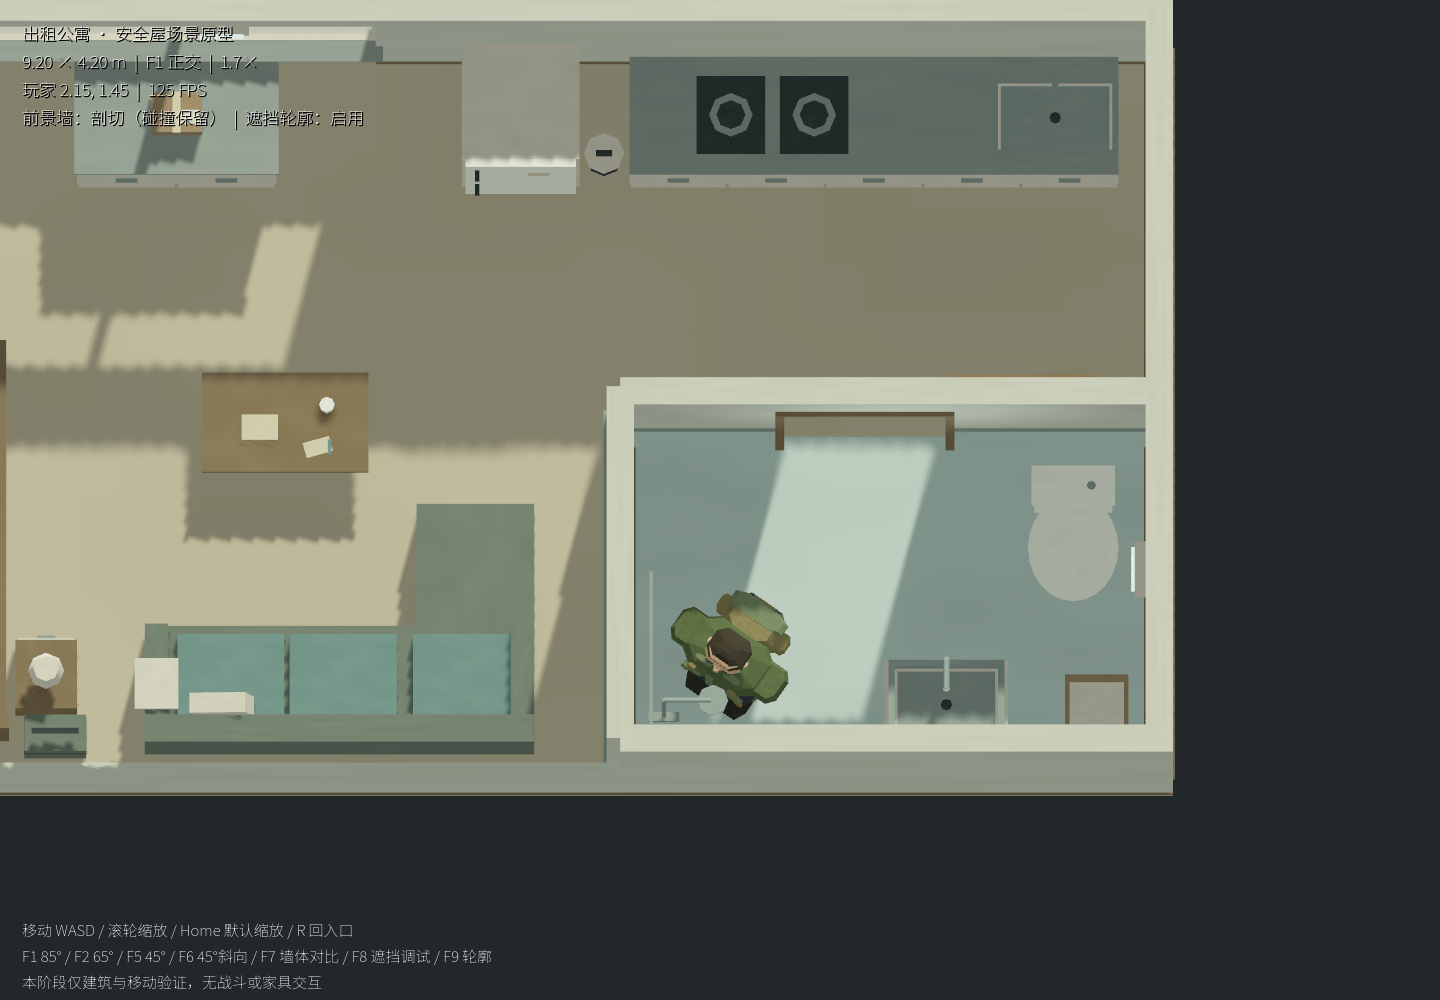 出租公寓 · 安全屋场景原型
9.20 × 4.20 m | F1 正交 | 1.7×
玩家 2.15, 1.45 | 125 FPS
前景墙：剖切（碰撞保留） | 遮挡轮廓：启用
移动 WASD / 滚轮缩放 / Home 默认缩放 / R 回入口
F1 85° / F2 65° / F5 45° / F6 45°斜向 / F7 墙体对比 / F8 遮挡调试 / F9 轮廓
本阶段仅建筑与移动验证，无战斗或家具交互